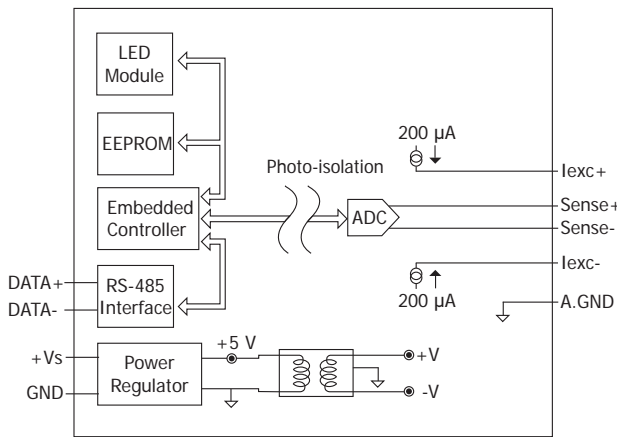 LED
Module
EEPROM
Embedded
Controller
RS-485
Interface
DATA+
DATA-
Photo-isolation
ADC
200 µA
Iexc+
Sense+
Sense-
Iexc-
200 µA
A.GND
+Vs
GND
Power
Regulator
+5 V
+V
-V